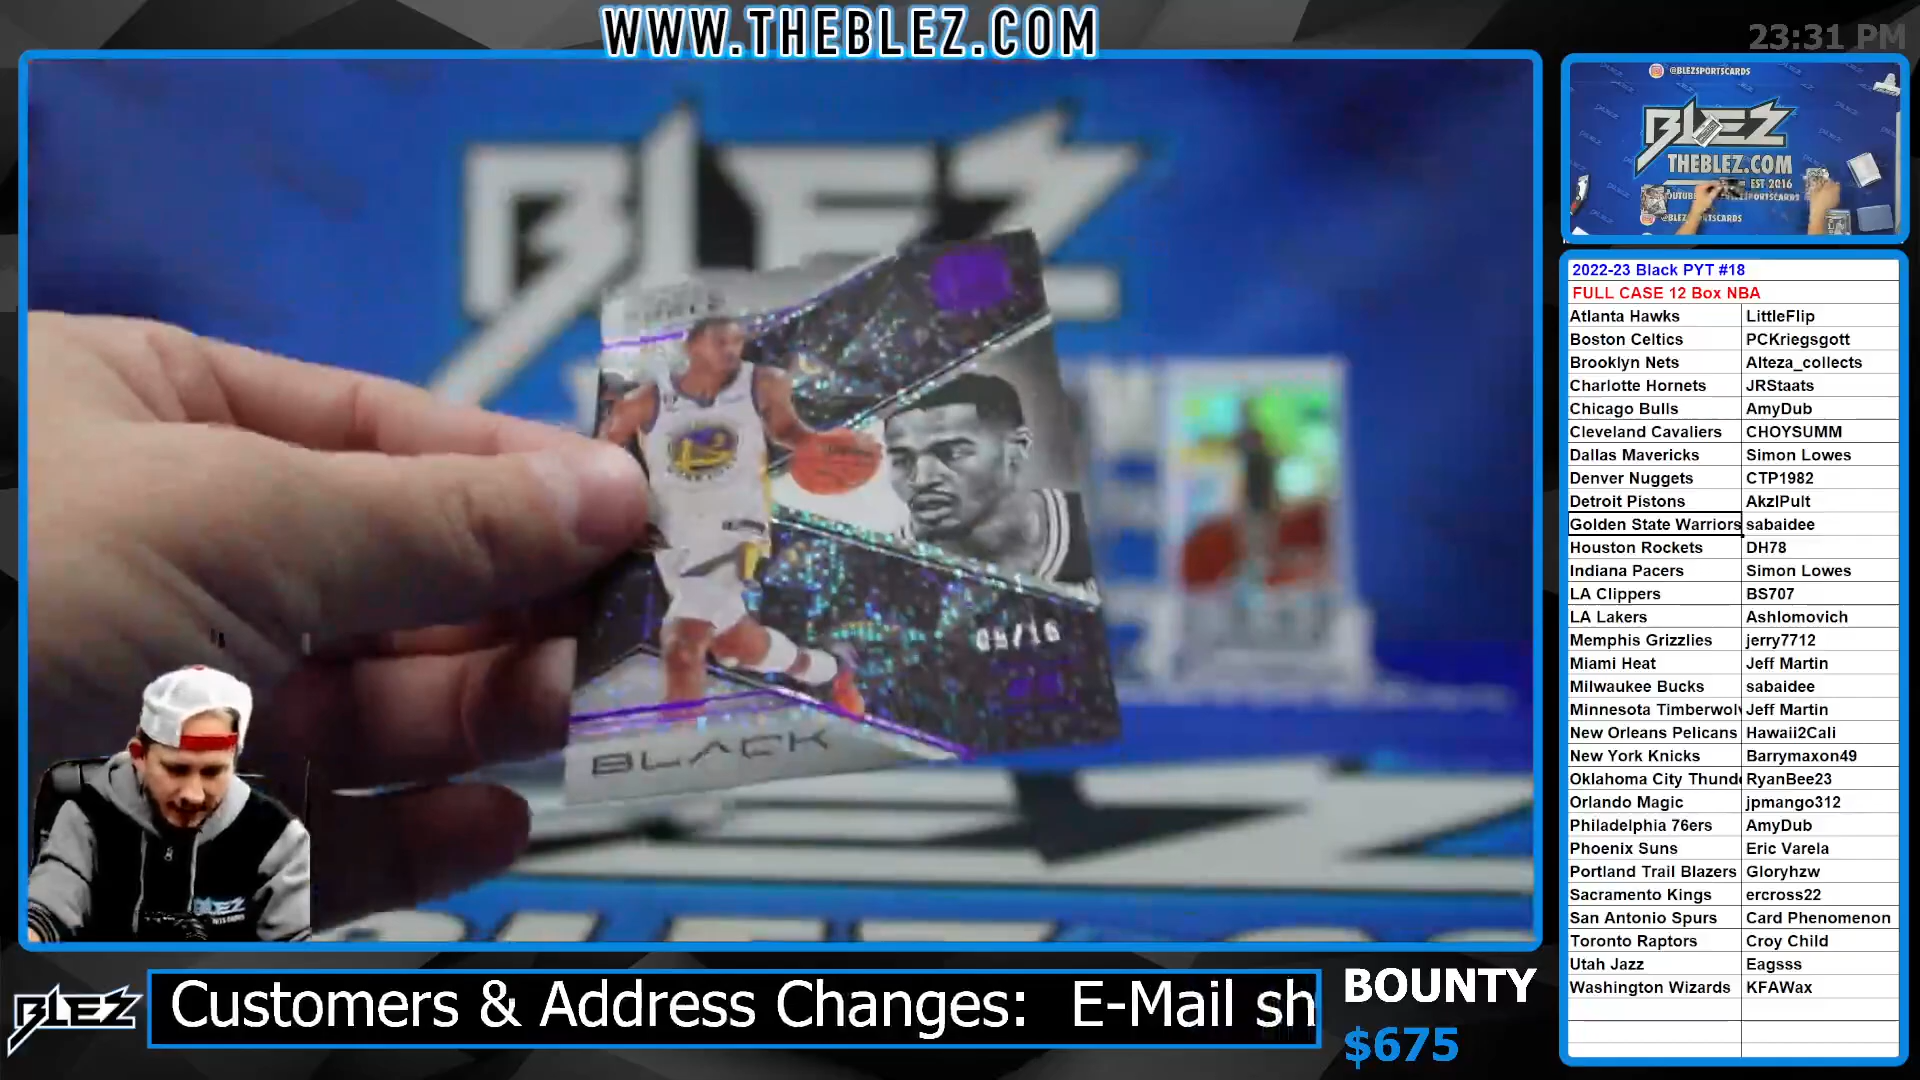 WWW.THEBLEZ.COM
23:31 PM
BLEZ
BLACK
@BLEZSPORTSCARDS
BLEZ
THEBLEZ.COM
EST 2016
2022-23 Black PYT #18
FULL CASE 12 Box NBA
Atlanta Hawks LittleFlip
Boston Celtics PCKriegsgott
Brooklyn Nets Alteza_collects
Charlotte Hornets JRStaats
Chicago Bulls AmyDub
Cleveland Cavaliers CHOYSUMM
Dallas Mavericks Simon Lowes
Denver Nuggets CTP1982
Detroit Pistons AkzIPult
Golden State Warriors sabaidee
Houston Rockets DH78
Indiana Pacers Simon Lowes
LA Clippers BS707
LA Lakers Ashlomovich
Memphis Grizzlies jerry7712
Miami Heat Jeff Martin
Milwaukee Bucks sabaidee
Minnesota Timberwolv Jeff Martin
New Orleans Pelicans Hawaii2Cali
New York Knicks Barrymaxon49
Oklahoma City Thunde RyanBee23
Orlando Magic jpmango312
Philadelphia 76ers AmyDub
Phoenix Suns Eric Varela
Portland Trail Blazers Gloryhzw
Sacramento Kings ercross22
San Antonio Spurs Card Phenomenon
Toronto Raptors Croy Child
Utah Jazz Eagsss
Washington Wizards KFAWax
BLEZ
Customers & Address Changes: E-Mail sh
BOUNTY
$675